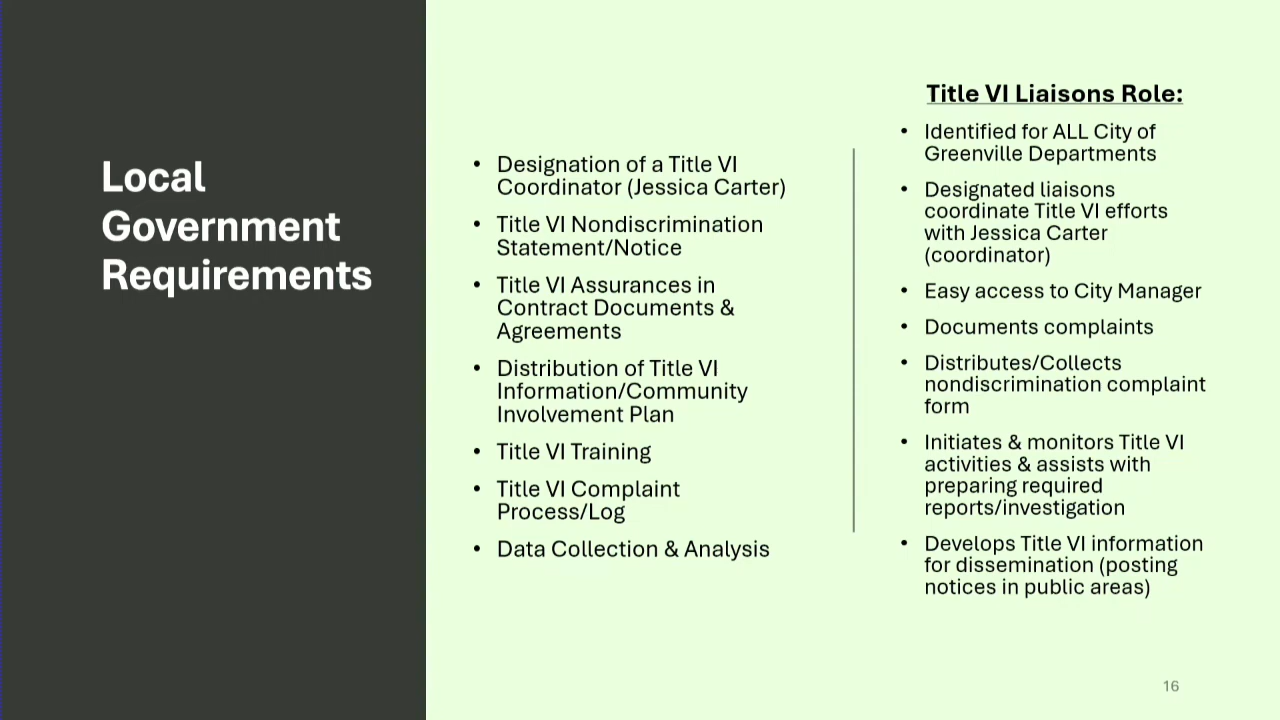 Local
Government
Requirements
• Designation of a Title VI
Coordinator (Jessica Carter)
• Title VI Nondiscrimination
Statement/Notice
• Title VI Assurances in
Contract Documents &
Agreements
• Distribution of Title VI
Information/Community
Involvement Plan
• Title VI Training
• Title VI Complaint
Process/Log
• Data Collection & Analysis
Title VI Liaisons Role:
• Identified for ALL City of
Greenville Departments
• Designated liaisons
coordinate Title VI efforts
with Jessica Carter
(coordinator)
• Easy access to City Manager
• Documents complaints
• Distributes/Collects
nondiscrimination complaint
form
• Initiates & monitors Title VI
activities & assists with
preparing required
reports/investigation
• Develops Title VI information
for dissemination (posting
notices in public areas)
16